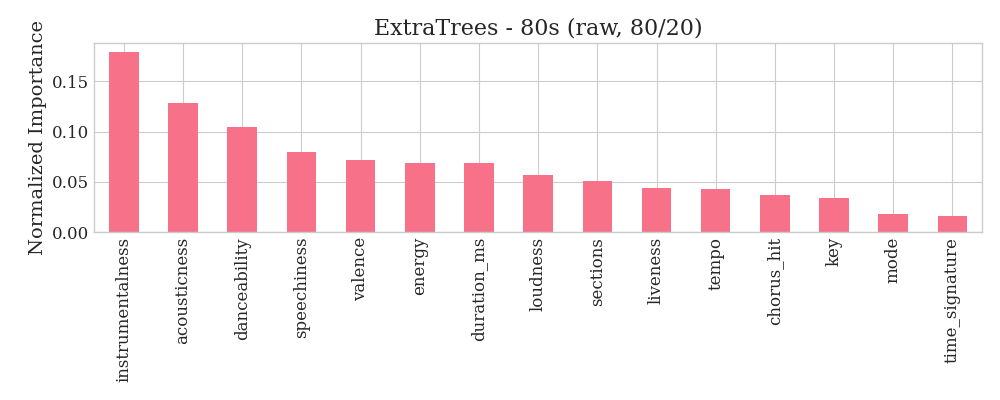 ExtraTrees - 80s (raw, 80/20)
Normalized Importance
0.15
0.10
0.05
0.00
instrumentalness
acousticness
danceability
speechiness
valence
energy
duration_ms
loudness
sections
liveness
tempo
chorus_hit
key
mode
time_signature